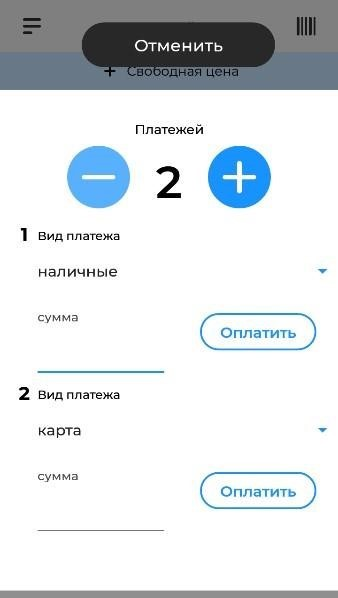 Отменить
+ Свободная цена
Платежей
2
1 Вид платежа
наличные
сумма
Оплатить
2 Вид платежа
карта
сумма
Оплатить